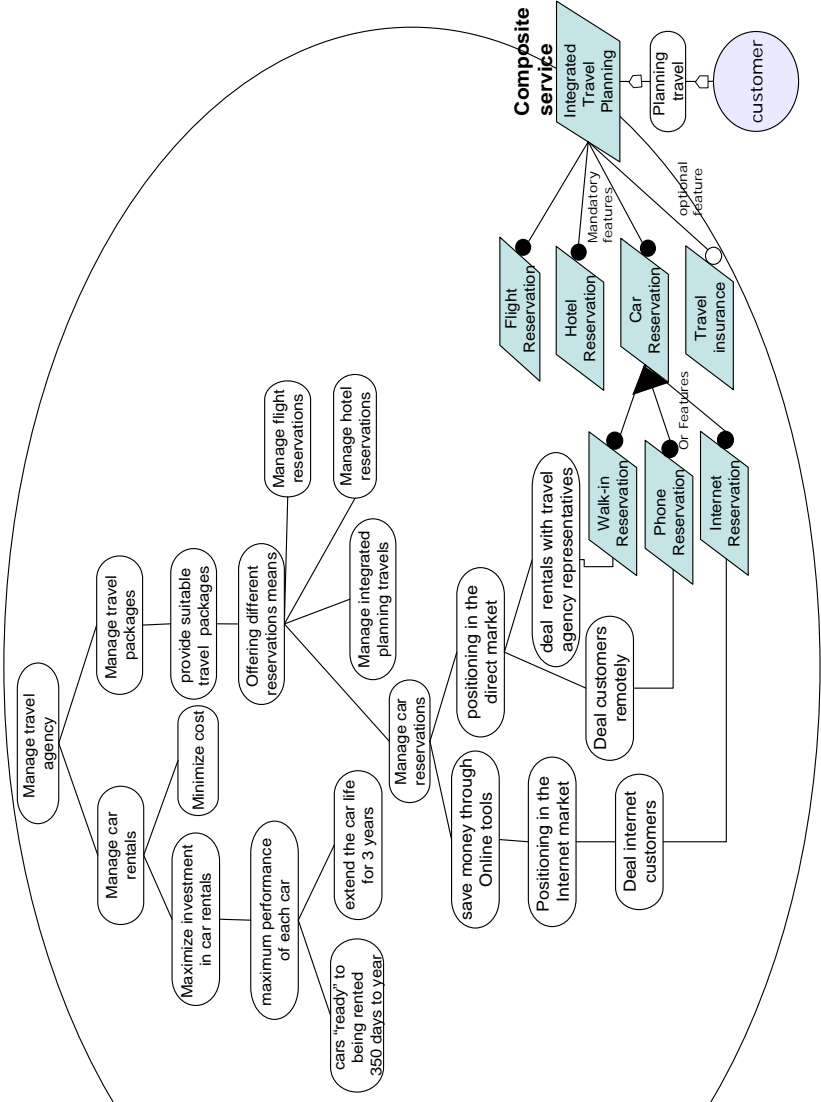 Manage travel
agency
Manage car
rentals
Manage travel
packages
Maximize investment
in car rentals
Minimize cost
provide suitable
travel packages
maximum performance
of each car
Offering different
reservations means
cars “ready” to
being rented
350 days to year
extend the car life
for 3 years
Manage car
reservations
Manage integrated
planning travels
Manage hotel
reservations
Manage flight
reservations
save money through
Online tools
positioning in the
direct market
Positioning in the
Internet market
Deal internet
customers
Deal customers
remotely
deal rentals with travel
agency representatives
Walk-in
Reservation
Phone
Reservation
Internet
Reservation
Or Features
Flight
Reservation
Hotel
Reservation
Car
Reservation
Travel
insurance
Mandatory
features
optional
feature
Composite
service
Integrated
Travel
Planning
Planning
travel
customer